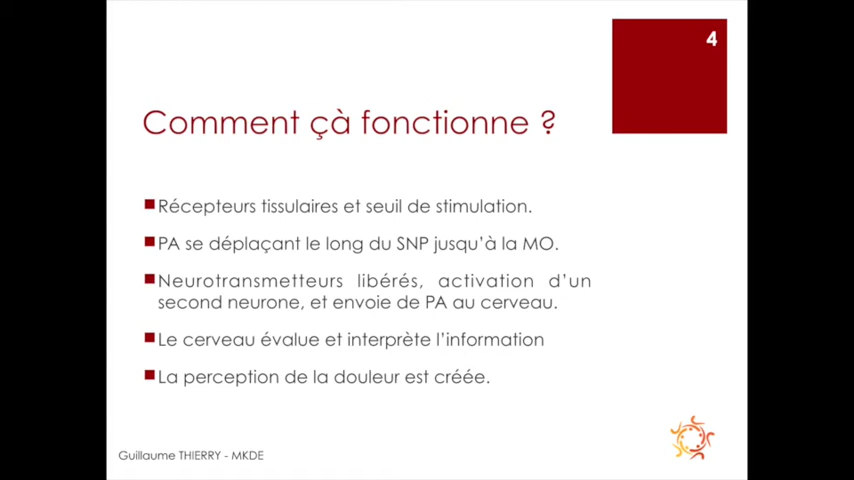 4
Comment çà fonctionne ?
Récepteurs tissulaires et seuil de stimulation.
PA se déplaçant le long du SNP jusqu'à la MO.
Neurotransmetteurs libérés, activation d'un
second neurone, et envoie de PA au cerveau.
Le cerveau évalue et interprète l'information
La perception de la douleur est créée.
Guillaume THIERRY - MKDE